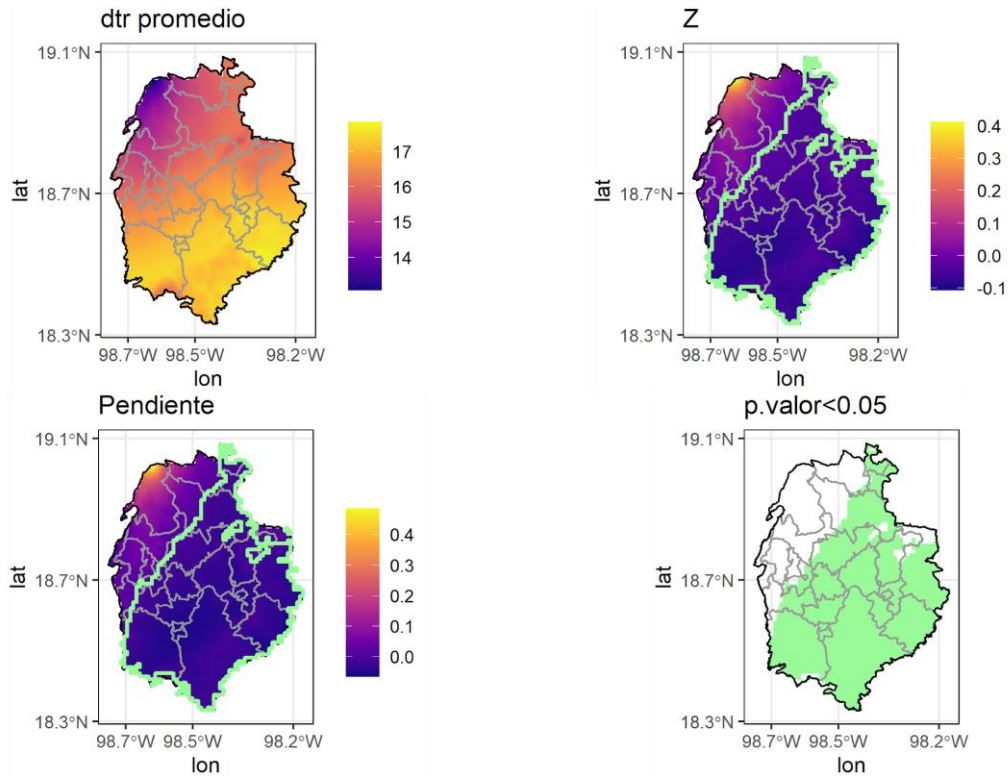 dtr promedio
19.1°N
18.7°N
18.3°N
lat
98.7°W 98.5°W 98.2°W
lon
17
16
15
14
Z
19.1°N
18.7°N
18.3°N
lat
98.7°W 98.5°W 98.2°W
lon
0.4
0.3
0.2
0.1
0.0
-0.1
Pendiente
19.1°N
18.7°N
18.3°N
lat
98.7°W 98.5°W 98.2°W
lon
0.4
0.3
0.2
0.1
0.0
p.valor<0.05
19.1°N
18.7°N
18.3°N
lat
98.7°W 98.5°W 98.2°W
lon